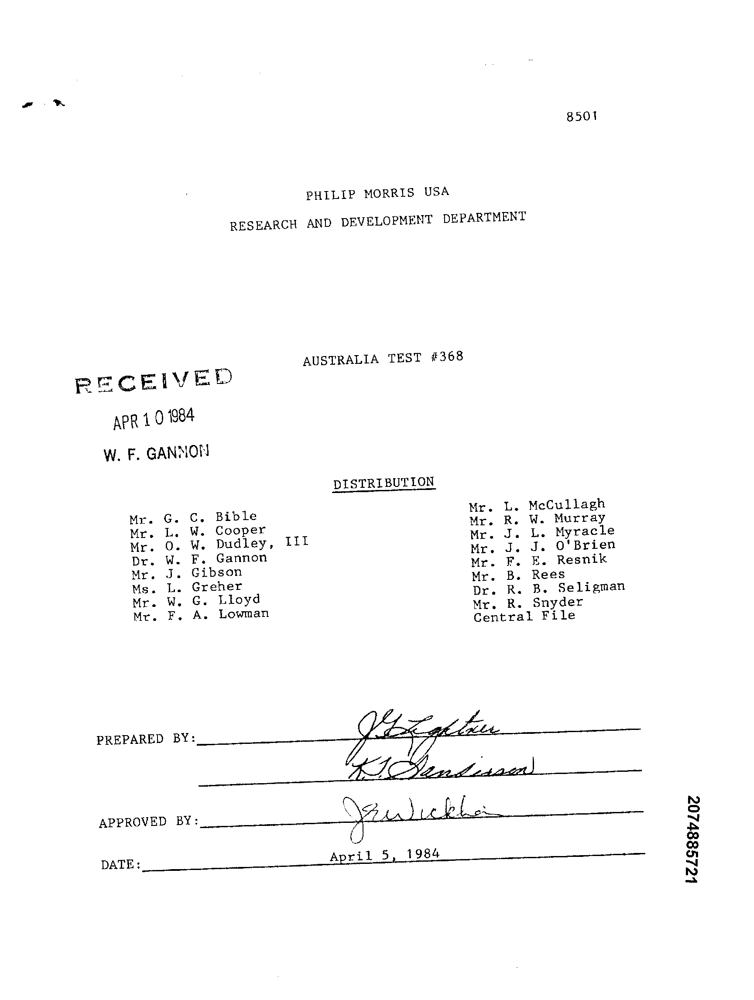 8501
PHILIP MORRIS USA
RESEARCH AND DEVELOPMENT DEPARTMENT
AUSTRALIA TEST #368
RECEIVED
APR 10 1984
W. F. GANNON
DISTRIBUTION
Mr. G. C. Bible
Mr. L. W. Cooper
Mr. O. W. Dudley, III
Dr. W. F. Gannon
Mr. J. Gibson
Ms. L. Greher
Mr. W. G. Lloyd
Mr. F. A. Lowman
Mr. L. McCullagh
Mr. R. W. Murray
Mr. J. L. Myracle
Mr. J. J. O'Brien
Mr. F. E. Resnik
Mr. B. Rees
Dr. R. B. Seligman
Mr. R. Snyder
Central File
PREPARED BY:
APPROVED BY:
DATE: April 5, 1984
2074885721